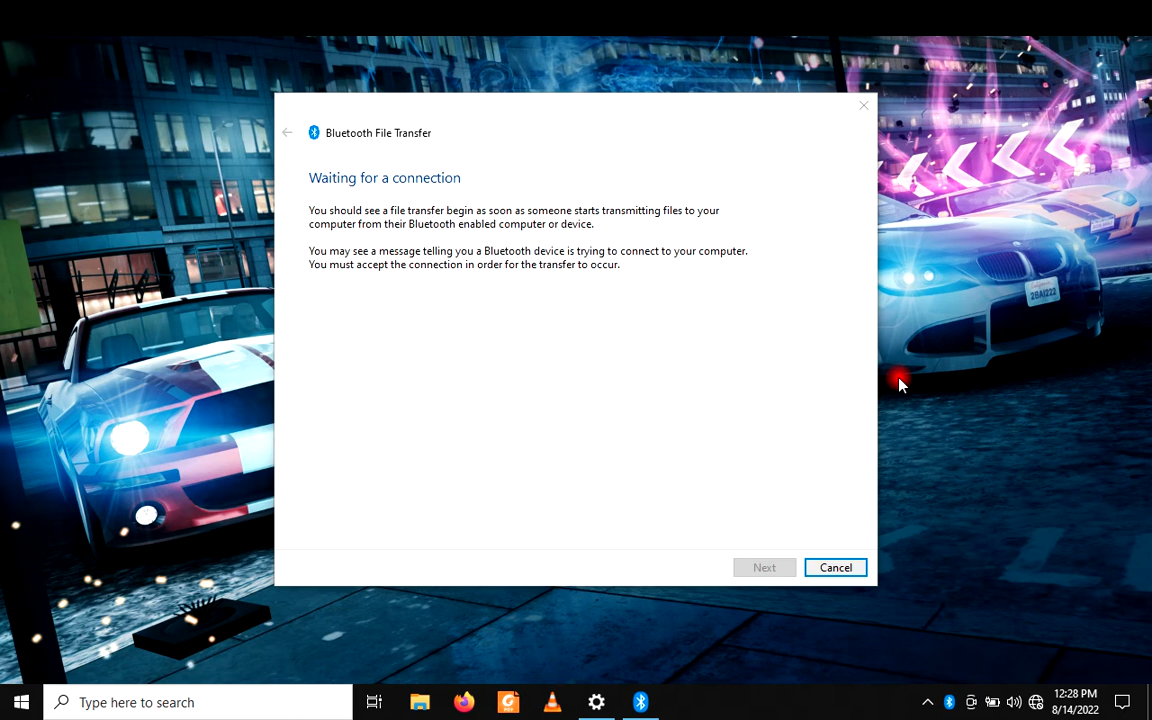 Bluetooth File Transfer
Waiting for a connection
You should see a file transfer begin as soon as someone starts transmitting files to your
computer from their Bluetooth enabled computer or device.
You may see a message telling you a Bluetooth device is trying to connect to your computer.
You must accept the connection in order for the transfer to occur.
2BAI222
Next
Cancel
Type here to search
12:28 PM
8/14/2022